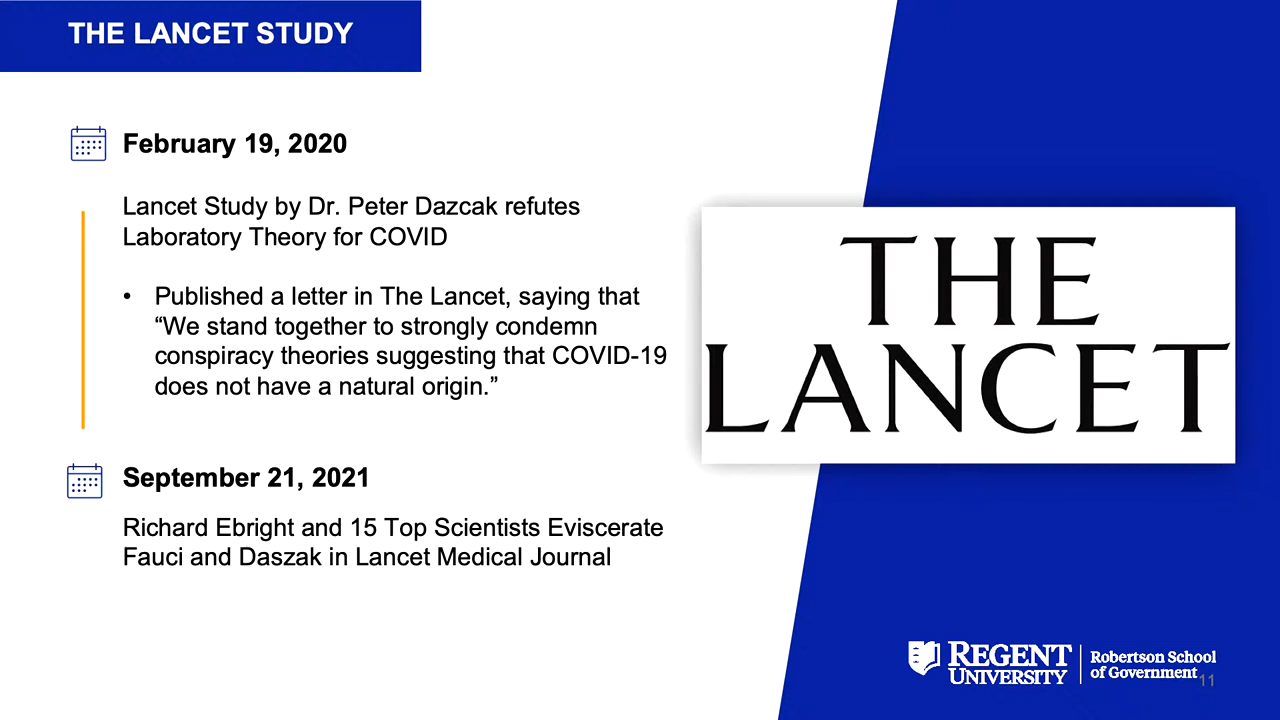 THE LANCET STUDY
February 19, 2020
Lancet Study by Dr. Peter Dazcak refutes
Laboratory Theory for COVID
• Published a letter in The Lancet, saying that
“We stand together to strongly condemn
conspiracy theories suggesting that COVID-19
does not have a natural origin.”
September 21, 2021
Richard Ebright and 15 Top Scientists Eviscerate
Fauci and Daszak in Lancet Medical Journal
THE
LANCET
REGENT
UNIVERSITY
Robertson School
of Government
11